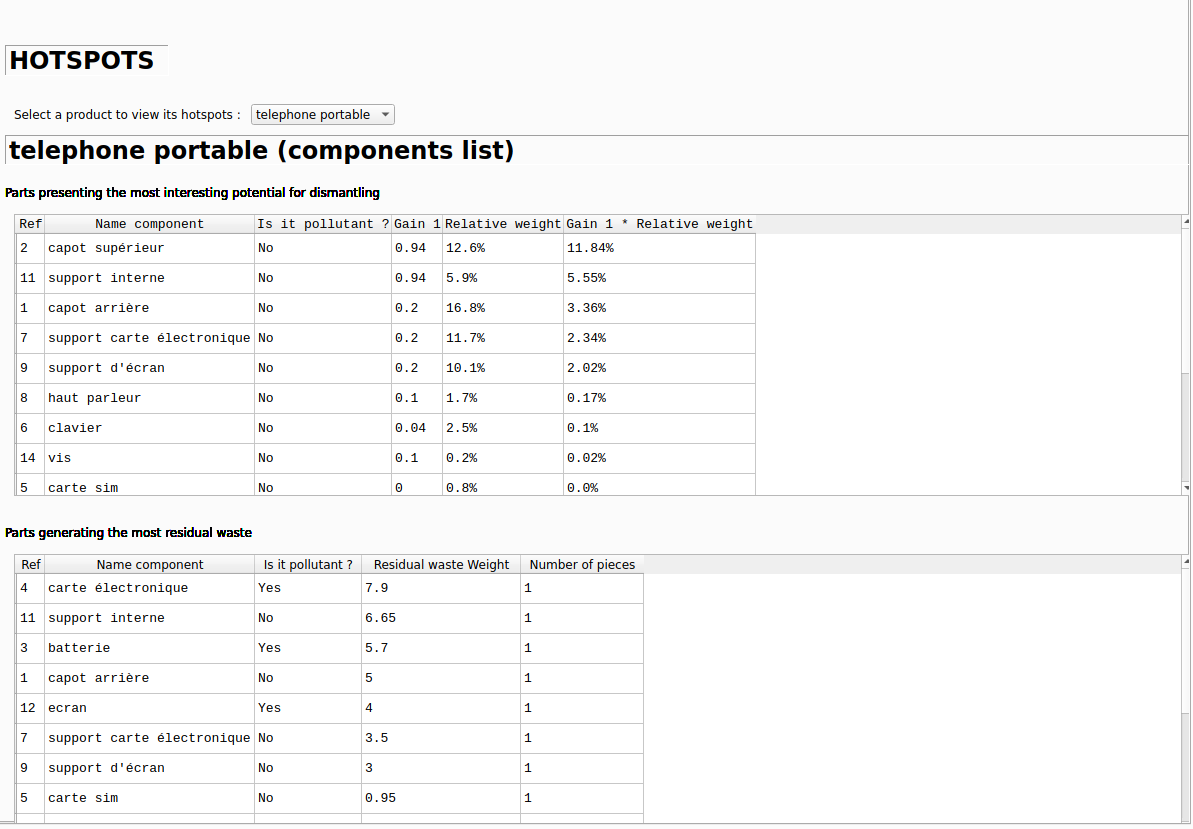 HOTSPOTS
Select a product to view its hotspots : telephone portable
telephone portable (components list)
Parts presenting the most interesting potential for dismantling
Ref Name component Is it pollutant ? Gain 1 Relative weight Gain 1 * Relative weight
2 capot supérieur No 0.94 12.6% 11.84%
11 support interne No 0.94 5.9% 5.55%
1 capot arrière No 0.2 16.8% 3.36%
7 support carte électronique No 0.2 11.7% 2.34%
9 support d'écran No 0.2 10.1% 2.02%
8 haut parleur No 0.1 1.7% 0.17%
6 clavier No 0.04 2.5% 0.1%
14 vis No 0.1 0.2% 0.02%
5 carte sim No 0 0.8% 0.0%
Parts generating the most residual waste
Ref Name component Is it pollutant ? Residual waste Weight Number of pieces
4 carte électronique Yes 7.9 1
11 support interne No 6.65 1
3 batterie Yes 5.7 1
1 capot arrière No 5 1
12 ecran Yes 4 1
7 support carte électronique No 3.5 1
9 support d'écran No 3 1
5 carte sim No 0.95 1